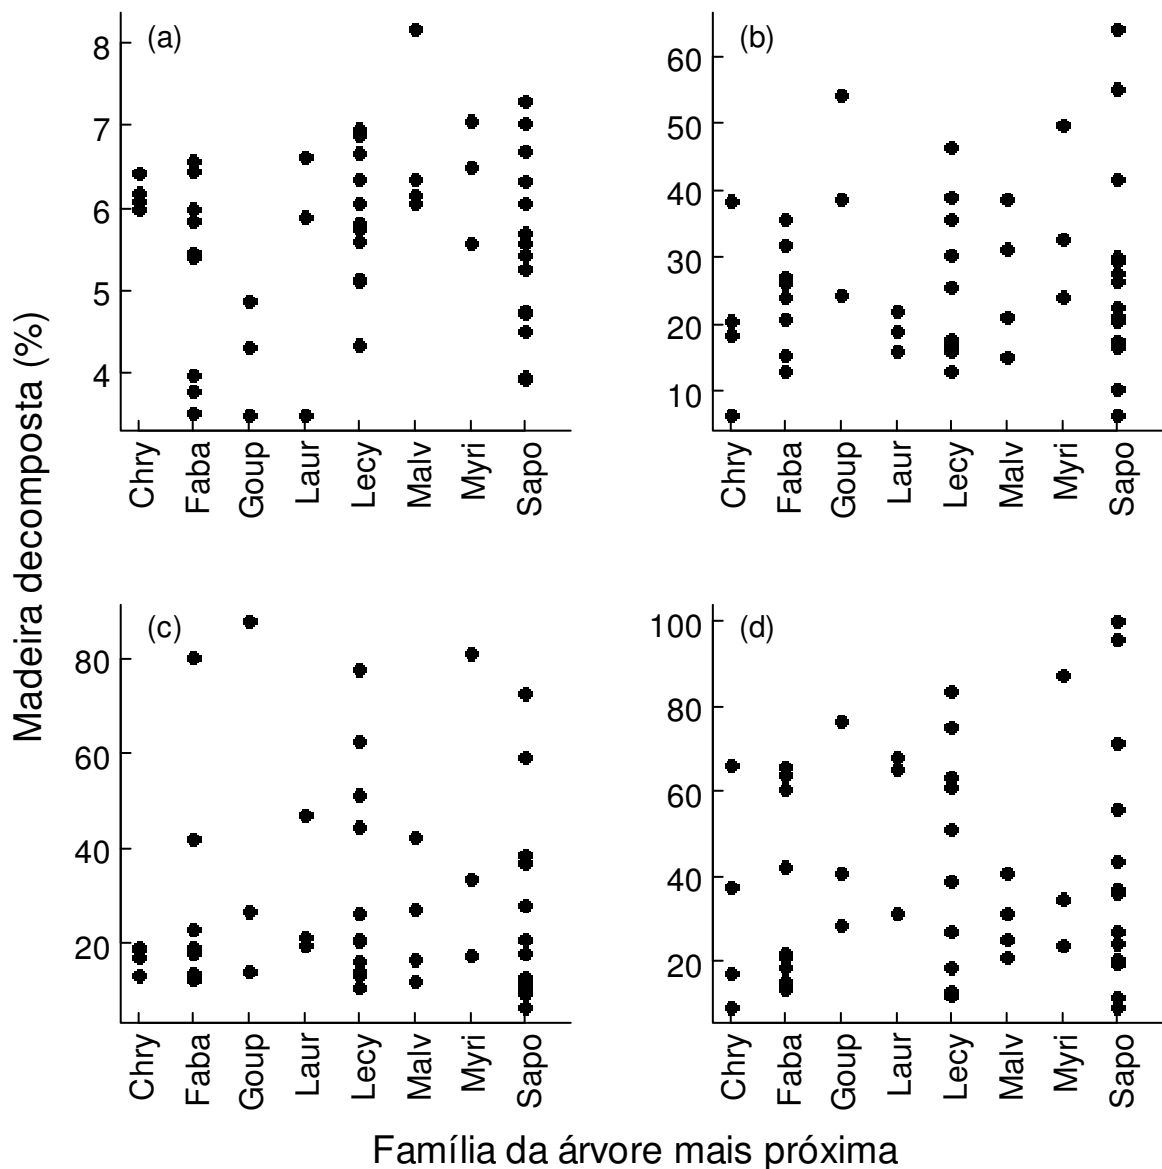 Madeira decomposta (%)
(a)
8
7
6
5
4
Chry
Faba
Goup
Laur
Lecy
Malv
Myri
Sapo
(b)
60
50
40
30
20
10
Chry
Faba
Goup
Laur
Lecy
Malv
Myri
Sapo
(c)
80
60
40
20
Chry
Faba
Goup
Laur
Lecy
Malv
Myri
Sapo
(d)
100
80
60
40
20
Chry
Faba
Goup
Laur
Lecy
Malv
Myri
Sapo
Família da árvore mais próxima